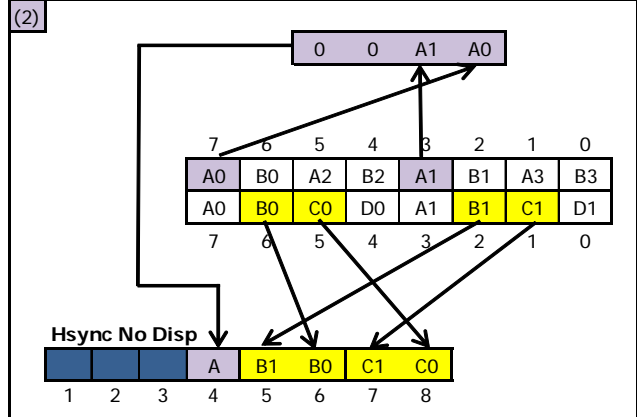 (2)
0 0 A1 A0
7 6 5 4 3 2 1 0
A0 B0 A2 B2 A1 B1 A3 B3
A0 B0 C0 D0 A1 B1 C1 D1
7 6 5 4 3 2 1 0
Hsync No Disp
A B1 B0 C1 C0
1 2 3 4 5 6 7 8